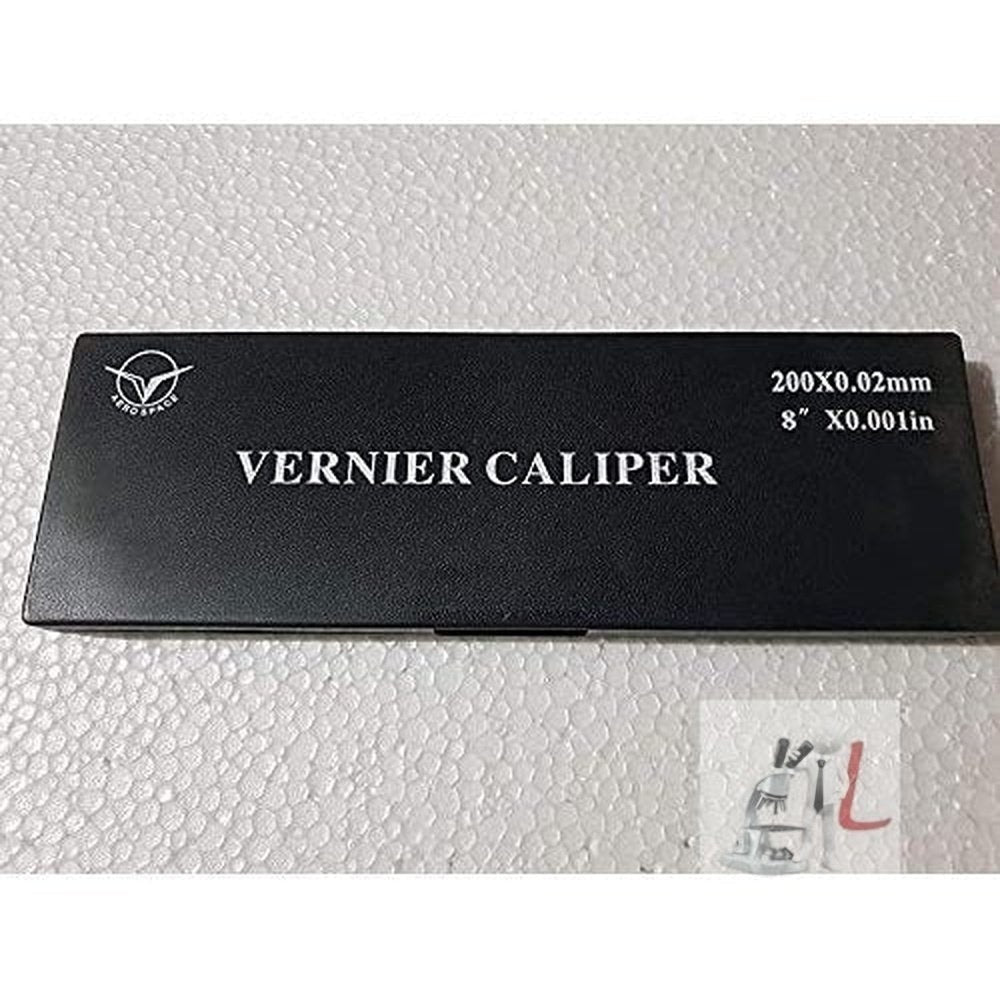 AEROSPACE
200X0.02mm
8" X0.001in
VERNIER CALIPER
L